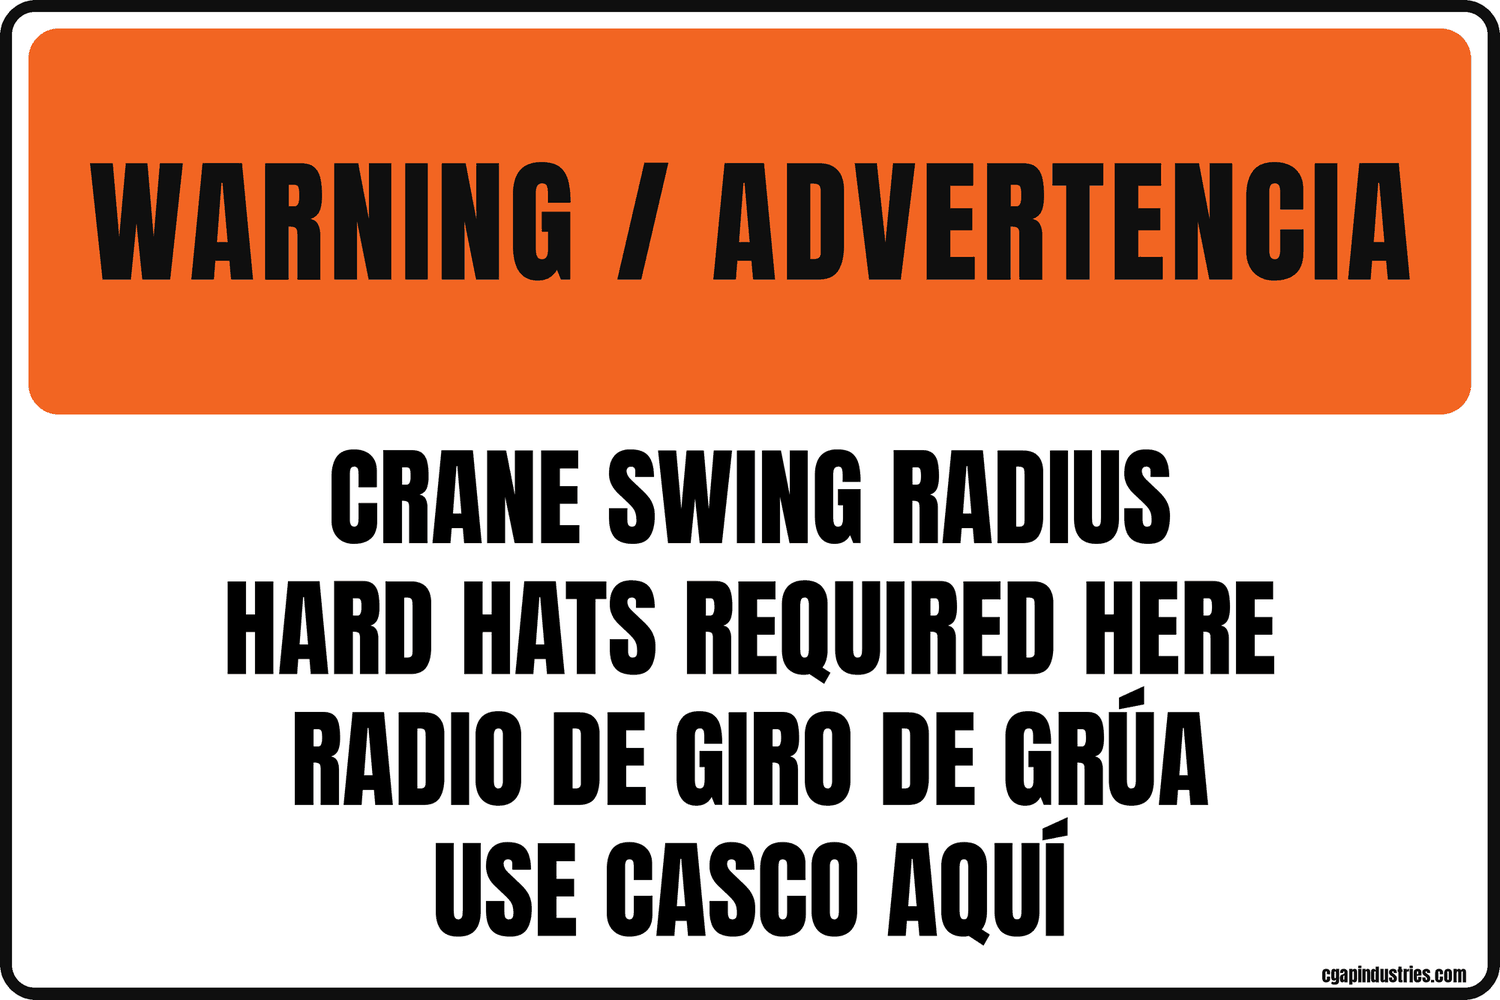 WARNING / ADVERTENCIA
CRANE SWING RADIUS
HARD HATS REQUIRED HERE
RADIO DE GIRO DE GRÚA
USE CASCO AQUÍ
cgapindustries.com